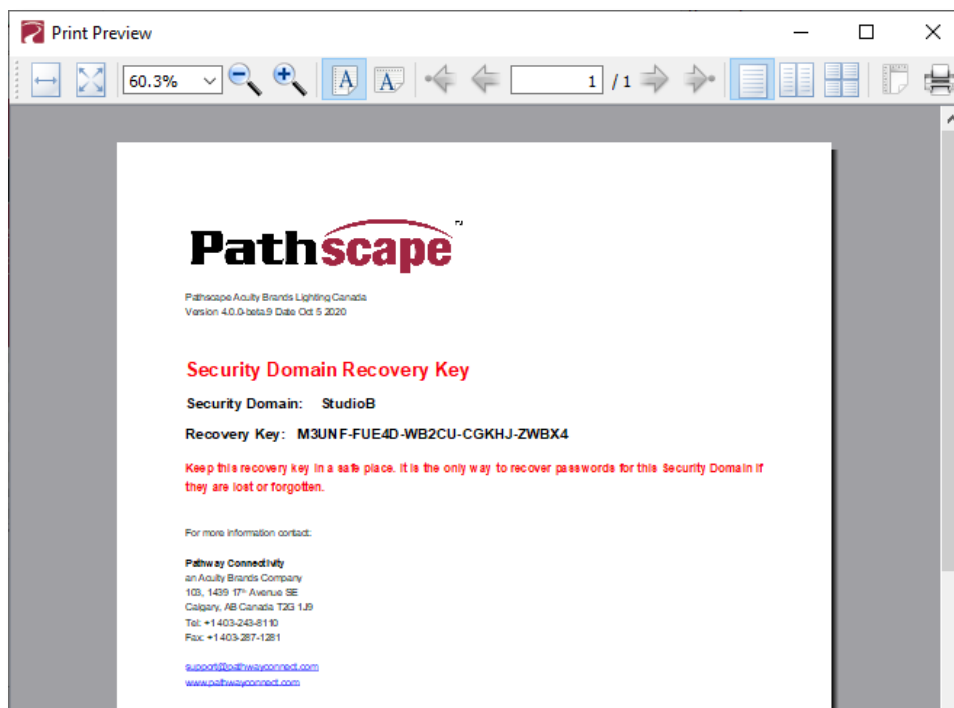 Print Preview
60.3%
A
A
1 / 1
Pathscape™
Pathscape Acuity Brands Lighting Canada
Version 4.0.0-beta.9 Date Oct 5 2020
Security Domain Recovery Key
Security Domain: StudioB
Recovery Key: M3UNF-FUE4D-WB2CU-CGKHJ-ZWBX4
Keep this recovery key in a safe place. It is the only way to recover passwords for this Security Domain if
they are lost or forgotten.
For more information contact:
Pathway Connectivity
an Acuity Brands Company
103, 1439 17th Avenue SE
Calgary, AB Canada T2G 1J9
Tel: +1 403-243-8110
Fax: +1 403-287-1281
support@pathwayconnect.com
www.pathwayconnect.com